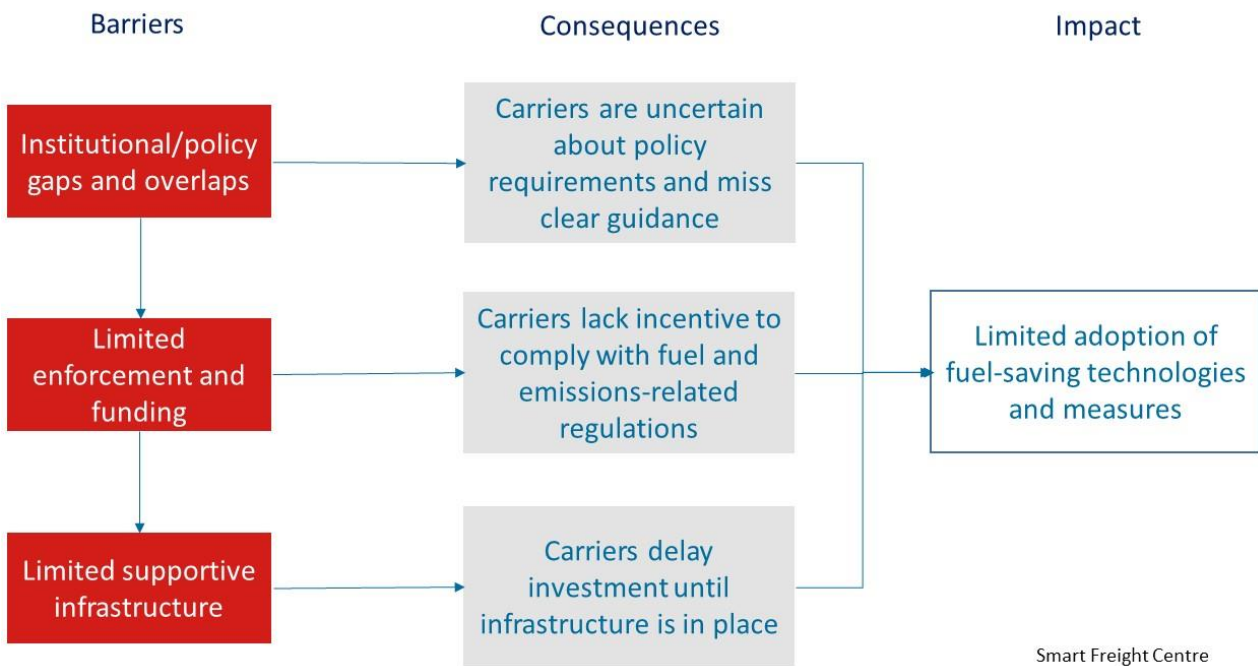 Barriers
Consequences
Impact
Institutional/policy
gaps and overlaps
Carriers are uncertain
about policy
requirements and miss
clear guidance
Limited
enforcement and
funding
Carriers lack incentive to
comply with fuel and
emissions-related
regulations
Limited adoption of
fuel-saving technologies
and measures
Limited supportive
infrastructure
Carriers delay
investment until
infrastructure is in place
Smart Freight Centre